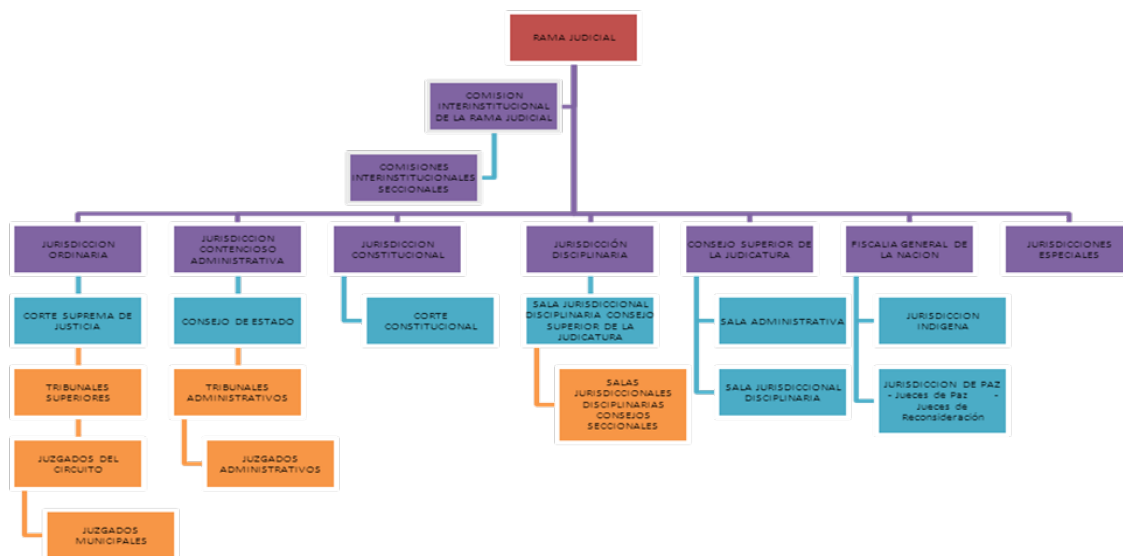 RAMA JUDICIAL
COMISION
INTERINSTITUCIONAL
DE LA RAMA JUDICIAL
COMISIONES
INTERINSTITUCIONALES
SECCIONALES
JURISDICCION
ORDINARIA
JURISDICCION
CONTENCIOSO
ADMINISTRATIVA
JURISDICCION
CONSTITUCIONAL
JURISDICCIÓN
DISCIPLINARIA
CONSEJO SUPERIOR DE
LA JUDICATURA
FISCALIA GENERAL DE
LA NACION
JURISDICCIONES
ESPECIALES
CORTE SUPREMA DE
JUSTICIA
CONSEJO DE ESTADO
CORTE
CONSTITUCIONAL
SALA JURISDICCIONAL
DISCIPLINARIA CONSEJO
SUPERIOR DE LA
JUDICATURA
SALA ADMINISTRATIVA
JURISDICCION
INDIGENA
TRIBUNALES
SUPERIORES
TRIBUNALES
ADMINISTRATIVOS
SALAS
JURISDICCIONALES
DISCIPLINARIAS
CONSEJOS
SECCIONALES
SALA JURISDICCIONAL
DISCIPLINARIA
JURISDICCION DE PAZ
- Jueces de Paz -
Jueces de
Reconsideración
JUZGADOS DEL
CIRCUITO
JUZGADOS
ADMINISTRATIVOS
JUZGADOS
MUNICIPALES